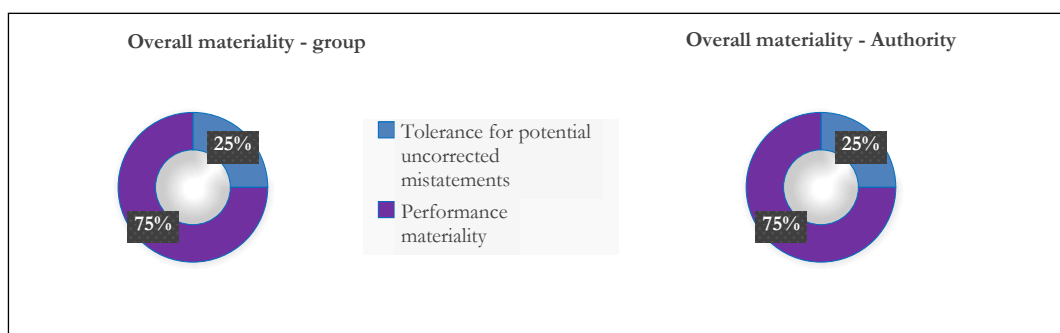 Overall materiality - group
Overall materiality - Authority
25%
75%
Tolerance for potential
uncorrected
mistatements
Performance
materiality
25%
75%